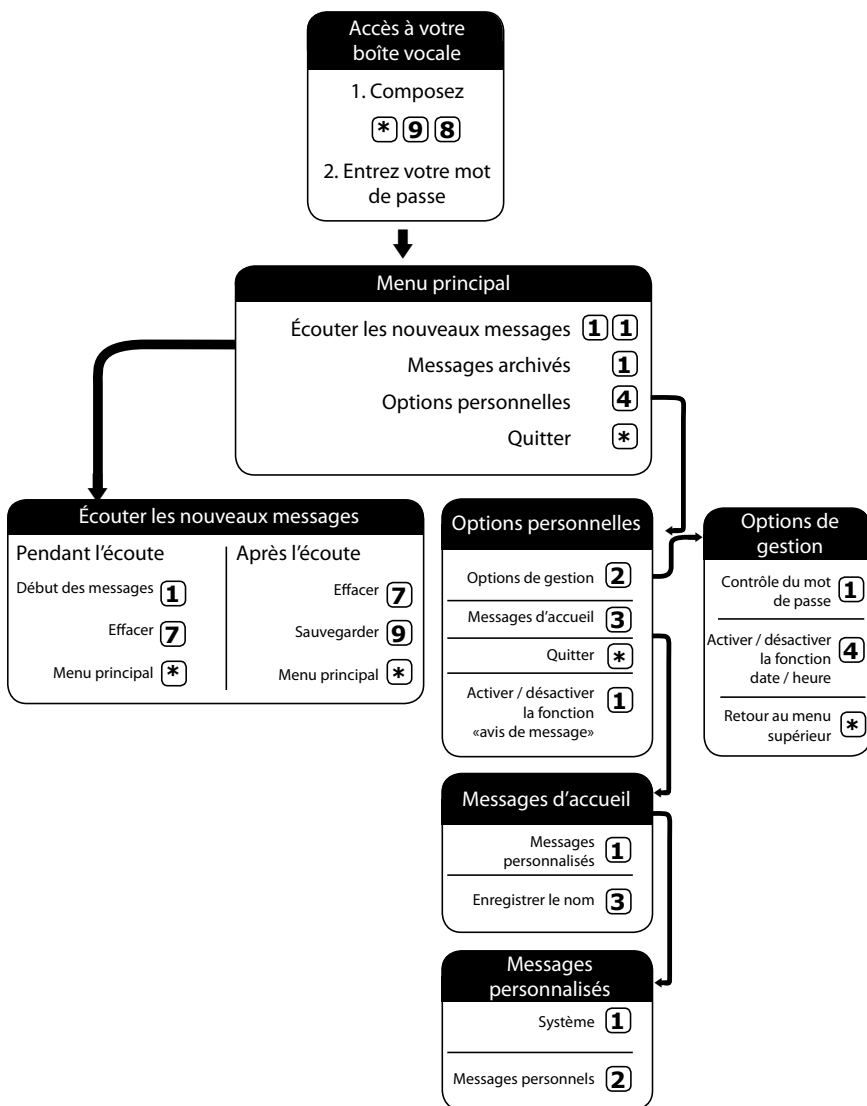 Accès à votre
boîte vocale
1. Composez
* 9 8
2. Entrez votre mot
de passe
Menu principal
Écouter les nouveaux messages 1 1
Messages archivés 1
Options personnelles 4
Quitter *
Écouter les nouveaux messages
Pendant l’écoute
Début des messages 1
Effacer 7
Menu principal *
Après l’écoute
Effacer 7
Sauvegarder 9
Menu principal *
Options personnelles
Options de gestion 2
Messages d’accueil 3
Quitter *
Activer / désactiver
la fonction 1
«avis de message»
Options de
gestion
Contrôle du mot
de passe 1
Activer / désactiver
la fonction 4
date / heure
Retour au menu
supérieur *
Messages d’accueil
Messages
personnalisés 1
Enregistrer le nom 3
Messages
personnalisés
Système 1
Messages personnels 2